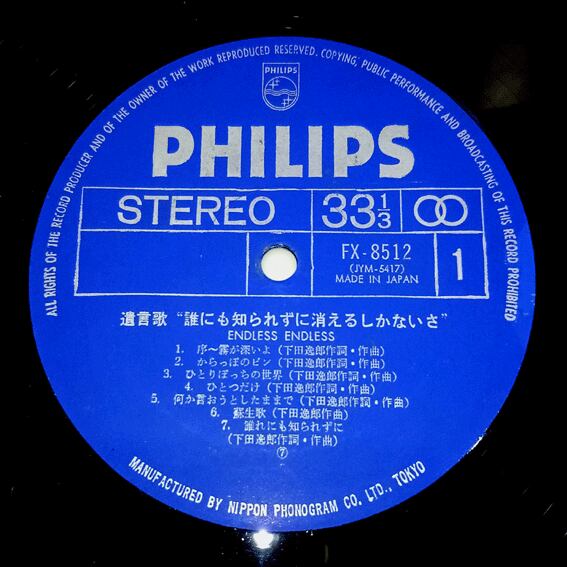 ALL RIGHTS OF THE RECORD PRODUCER AND OF THE OWNER OF THE WORK REPRODUCED RESERVED. COPYING, PUBLIC PERFORMANCE AND BROADCASTING OF THIS RECORD PROHIBITED
PHILIPS
PHILIPS
STEREO 33 1/3
FX-8512
(JYM-5417)
MADE IN JAPAN
1
遺言歌 “誰にも知られずに消えるしかないさ”
ENDLESS ENDLESS
1. 序〜霧が深いよ (下田逸郎作詞・作曲)
2. からっぽのビン (下田逸郎作詞・作曲)
3. ひとりぼっちの世界 (下田逸郎作詞・作曲)
4. ひとつだけ (下田逸郎作詞・作曲)
5. 何か言おうとしたままで (下田逸郎作詞・作曲)
6. 蘇生歌 (下田逸郎作曲)
7. 誰れにも知られずに
(下田逸郎作詞・作曲)
⑦
MANUFACTURED BY NIPPON PHONOGRAM CO. LTD., TOKYO